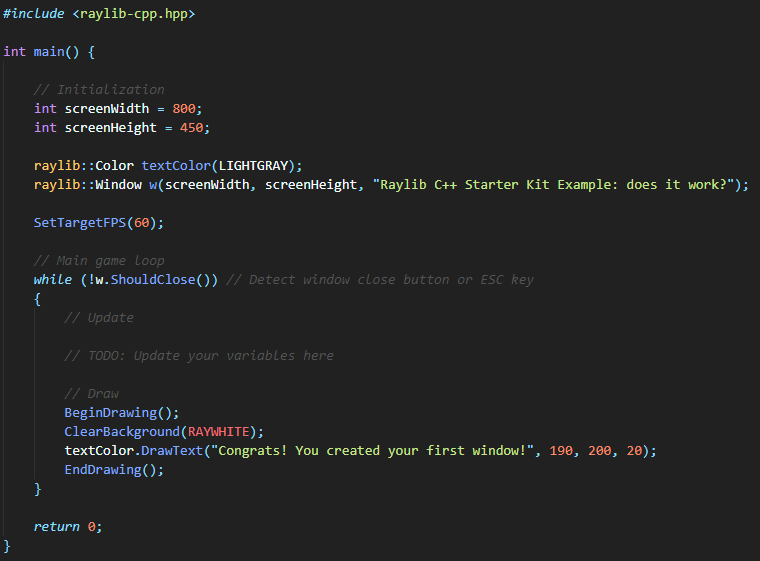 #include <raylib-cpp.hpp>
int main() {
// Initialization
int screenWidth = 800;
int screenHeight = 450;
raylib::Color textColor(LIGHTGRAY);
raylib::Window w(screenWidth, screenHeight, "Raylib C++ Starter Kit Example: does it work?");
SetTargetFPS(60);
// Main game loop
while (!w.ShouldClose()) // Detect window close button or ESC key
{
// Update
// TODO: Update your variables here
// Draw
BeginDrawing();
ClearBackground(RAYWHITE);
textColor.DrawText("Congrats! You created your first window!", 190, 200, 20);
EndDrawing();
}
return 0;
}